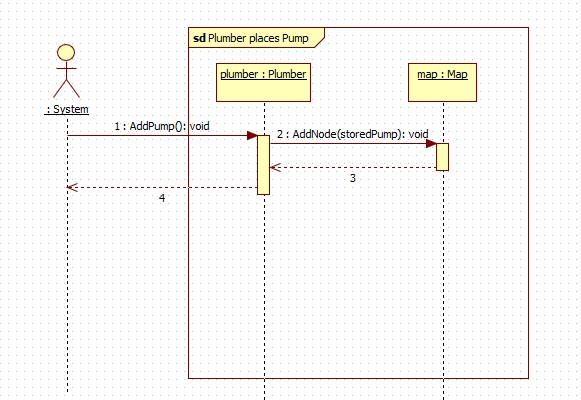 sd Plumber places Pump
plumber : Plumber
map : Map
: System
1 : AddPump(): void
2 : AddNode(storedPump): void
3
4